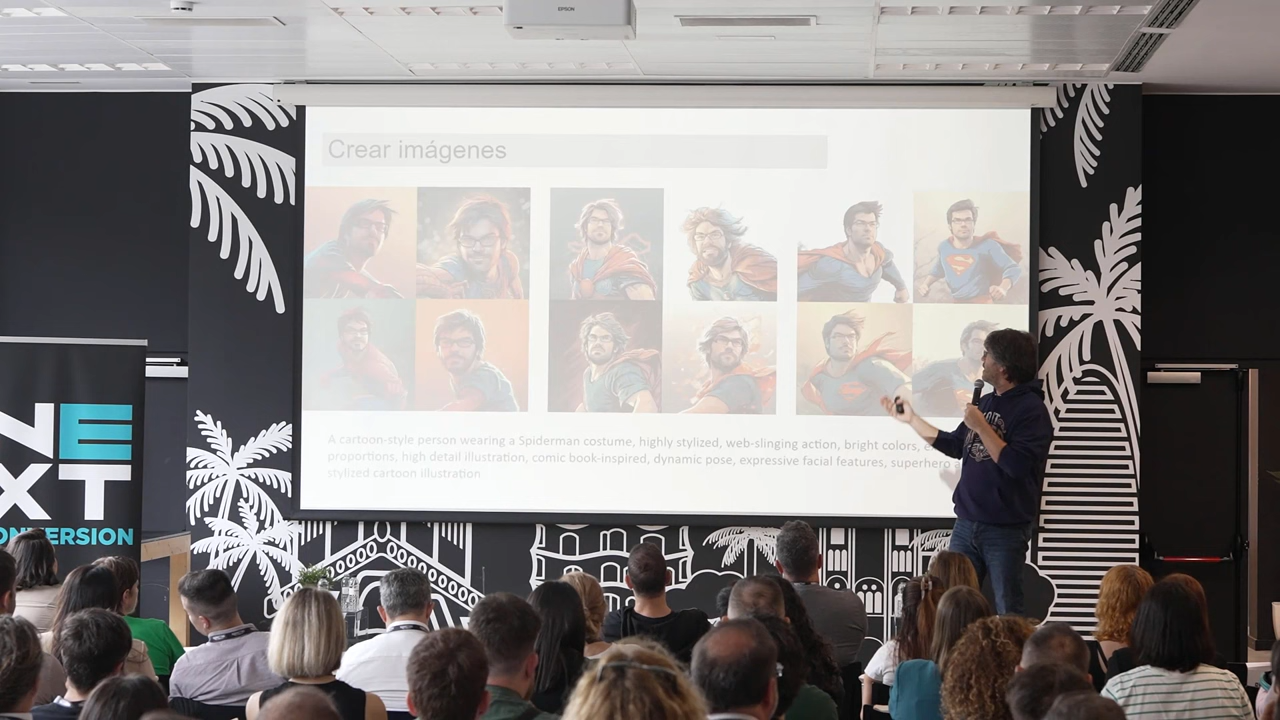 EPSON
Crear imágenes
A cartoon-style person wearing a Spiderman costume, highly stylized, web-slinging action, bright colors,
proportions, high detail illustration, comic book-inspired, dynamic pose, expressive facial features, superhero
stylized cartoon illustration
NE
XT
CONVERSION